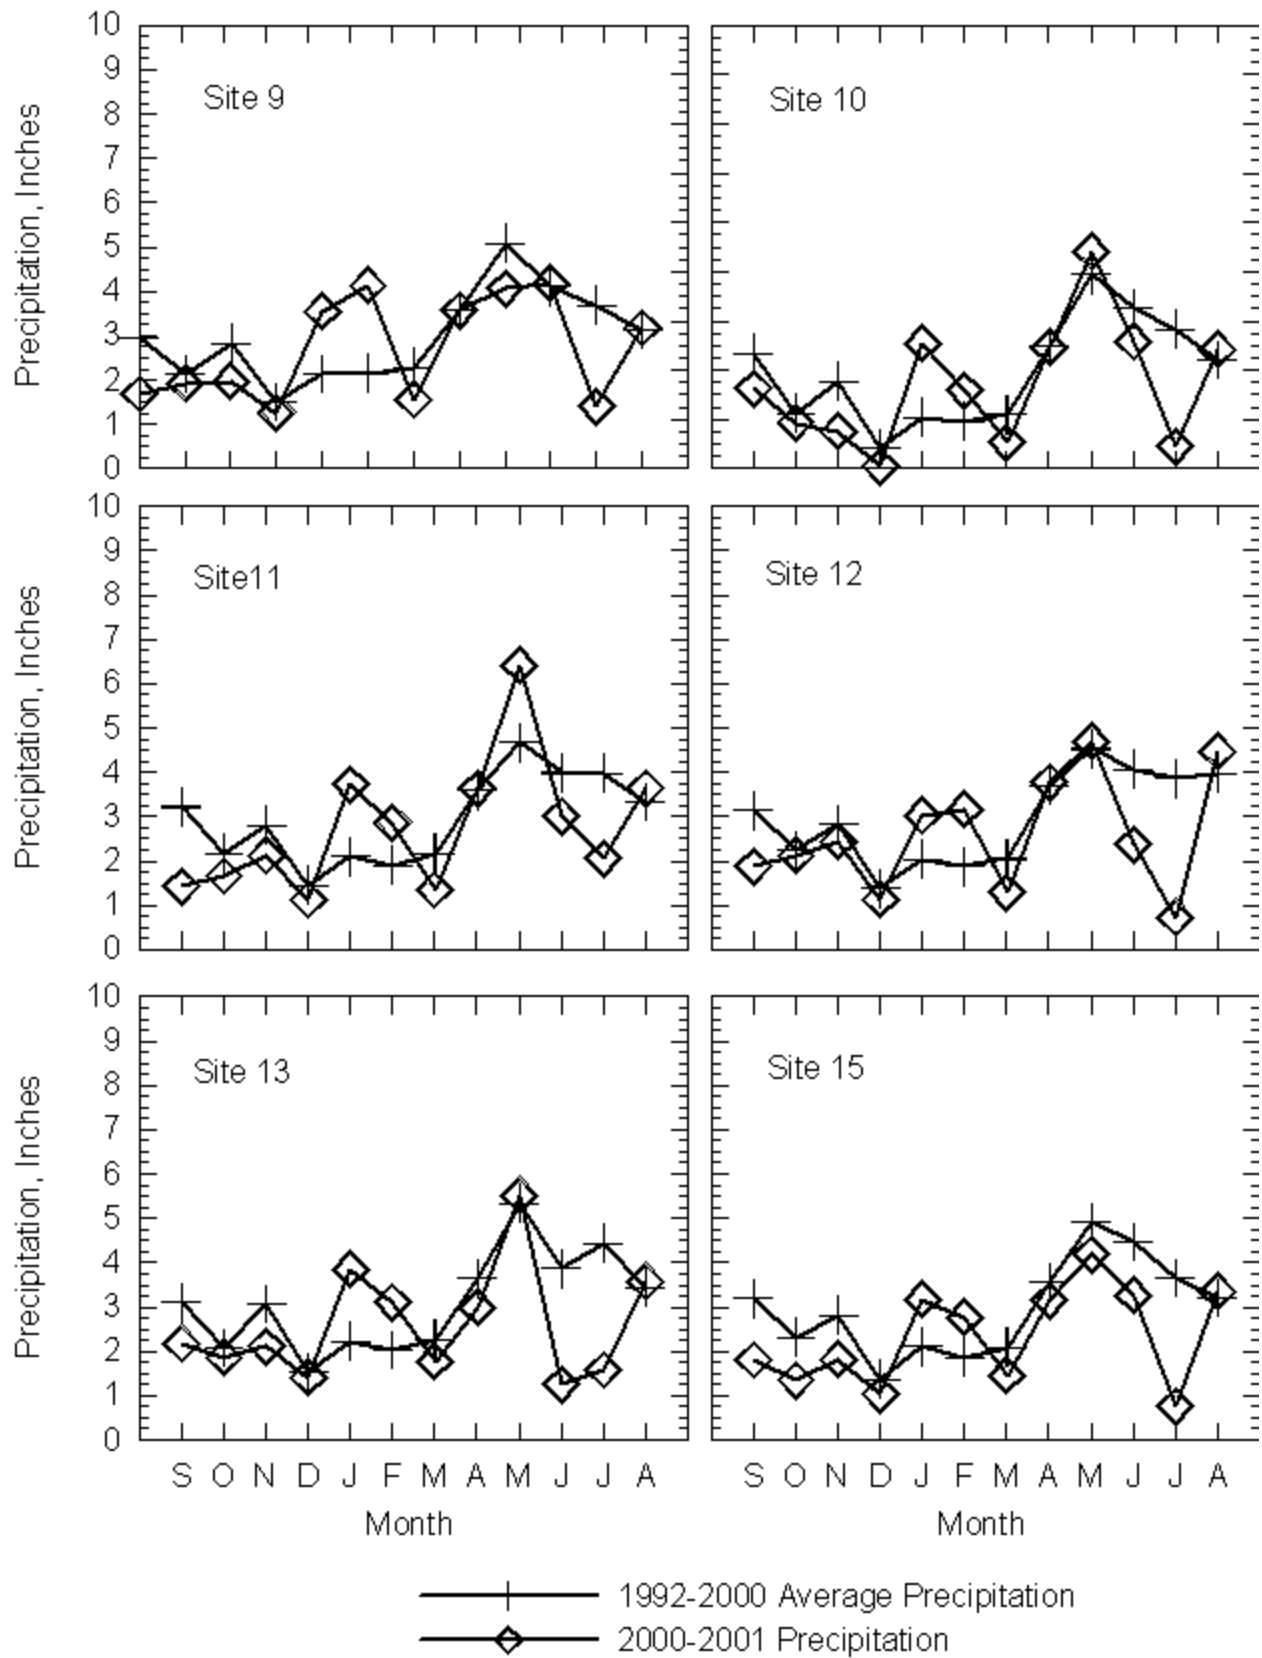 Site 9
Site 10
Precipitation, Inches
10
9
8
7
6
5
4
3
2
1
0
Site11
Site 12
Precipitation, Inches
10
9
8
7
6
5
4
3
2
1
0
Site 13
Site 15
Precipitation, Inches
10
9
8
7
6
5
4
3
2
1
0
S O N D J F M A M J J A
S O N D J F M A M J J A
Month
Month
1992-2000 Average Precipitation
2000-2001 Precipitation